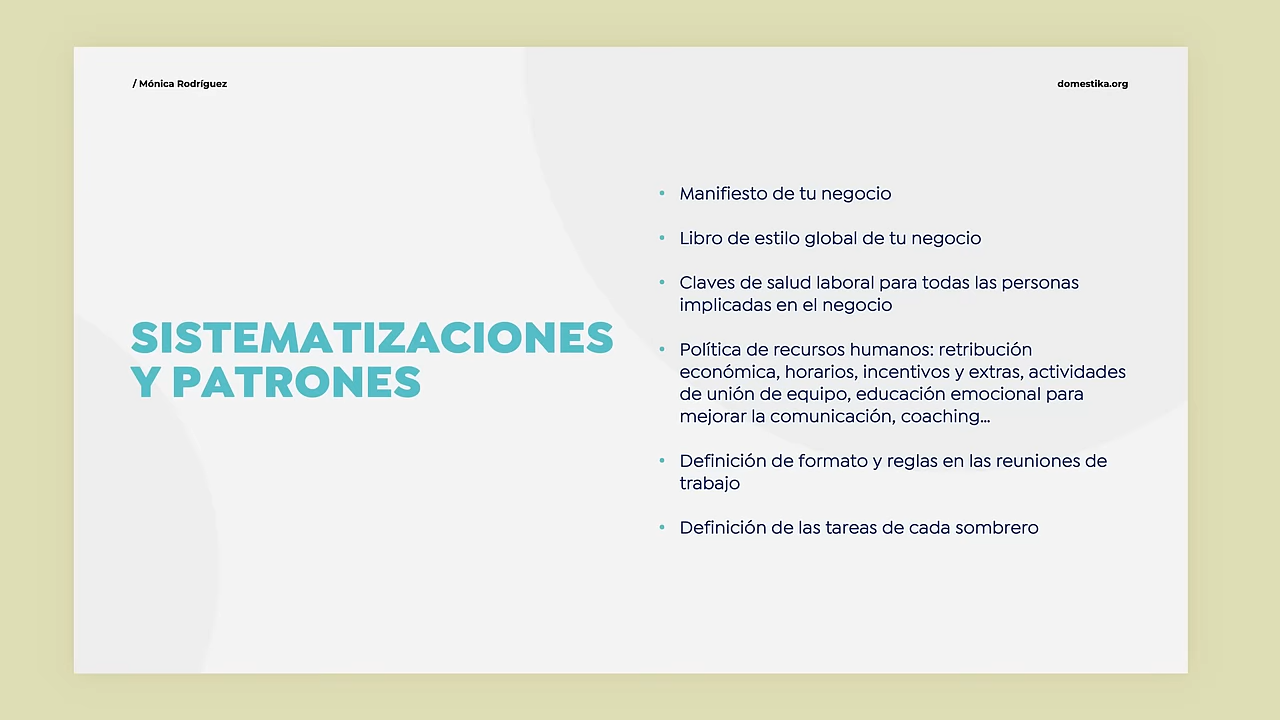 / Mónica Rodríguez
domestika.org
SISTEMATIZACIONES
Y PATRONES
• Manifiesto de tu negocio
• Libro de estilo global de tu negocio
• Claves de salud laboral para todas las personas
implicadas en el negocio
• Política de recursos humanos: retribución
económica, horarios, incentivos y extras, actividades
de unión de equipo, educación emocional para
mejorar la comunicación, coaching...
• Definición de formato y reglas en las reuniones de
trabajo
• Definición de las tareas de cada sombrero